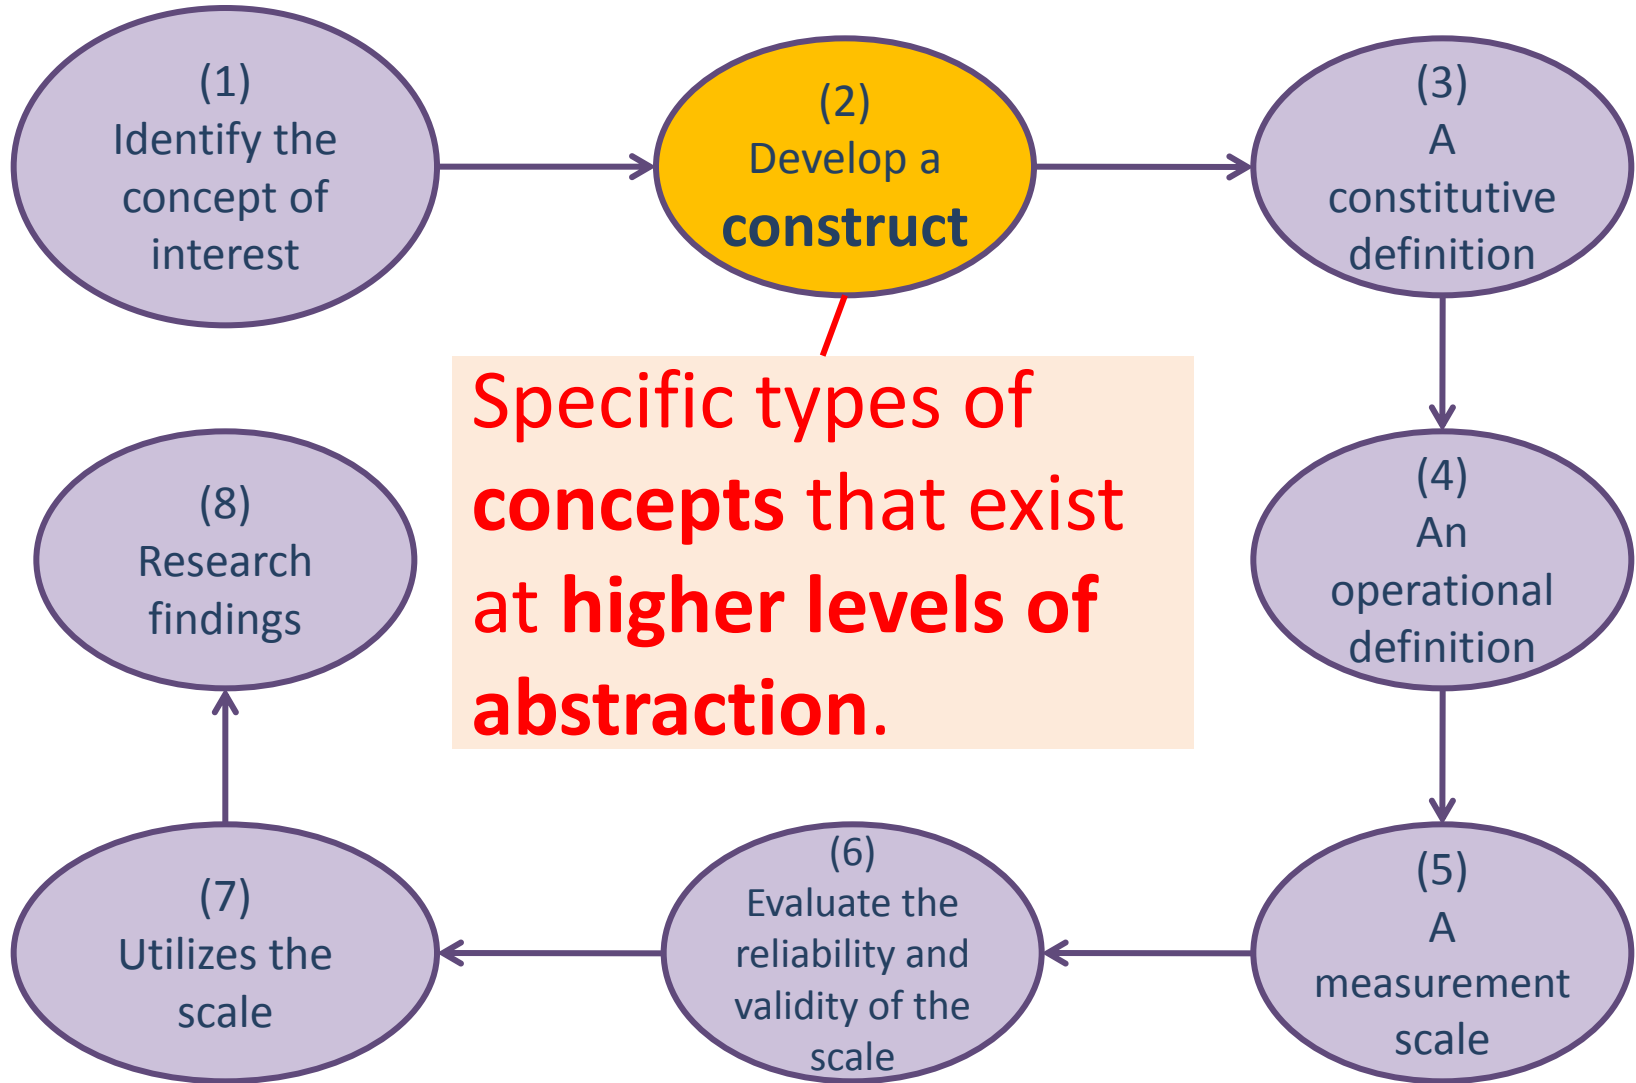 (1)
Identify the
concept of
interest
(2)
Develop a
construct
(3)
A
constitutive
definition
Specific types of
concepts that exist
at higher levels of
abstraction.
(4)
An
operational
definition
(8)
Research
findings
(5)
A
measurement
scale
(6)
Evaluate the
reliability and
validity of the
scale
(7)
Utilizes the
scale